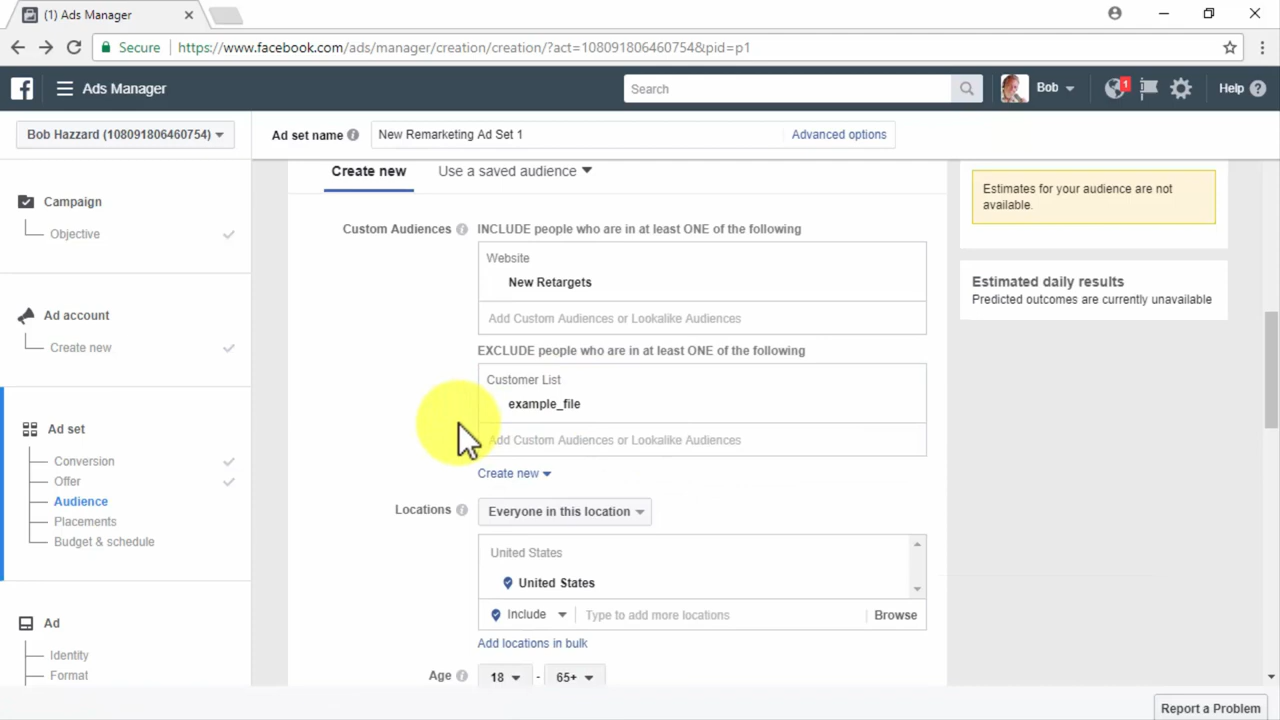 (1) Ads Manager
Secure https://www.facebook.com/ads/manager/creation/creation/?act=108091806460754&pid=p1
Ads Manager
Search
Bob
1
Help ?
Bob Hazzard (108091806460754)
Ad set name
New Remarketing Ad Set 1
Advanced options
Campaign
Objective
Ad account
Create new
Ad set
Conversion
Offer
Audience
Placements
Budget & schedule
Ad
Identity
Format
Create new
Use a saved audience
Custom Audiences
INCLUDE people who are in at least ONE of the following
Website
New Retargets
Add Custom Audiences or Lookalike Audiences
EXCLUDE people who are in at least ONE of the following
Customer List
example_file
Add Custom Audiences or Lookalike Audiences
Create new
Locations
Everyone in this location
United States
United States
Include
Type to add more locations
Browse
Add locations in bulk
Age
18 - 65+
Estimates for your audience are not
available.
Estimated daily results
Predicted outcomes are currently unavailable
Report a Problem